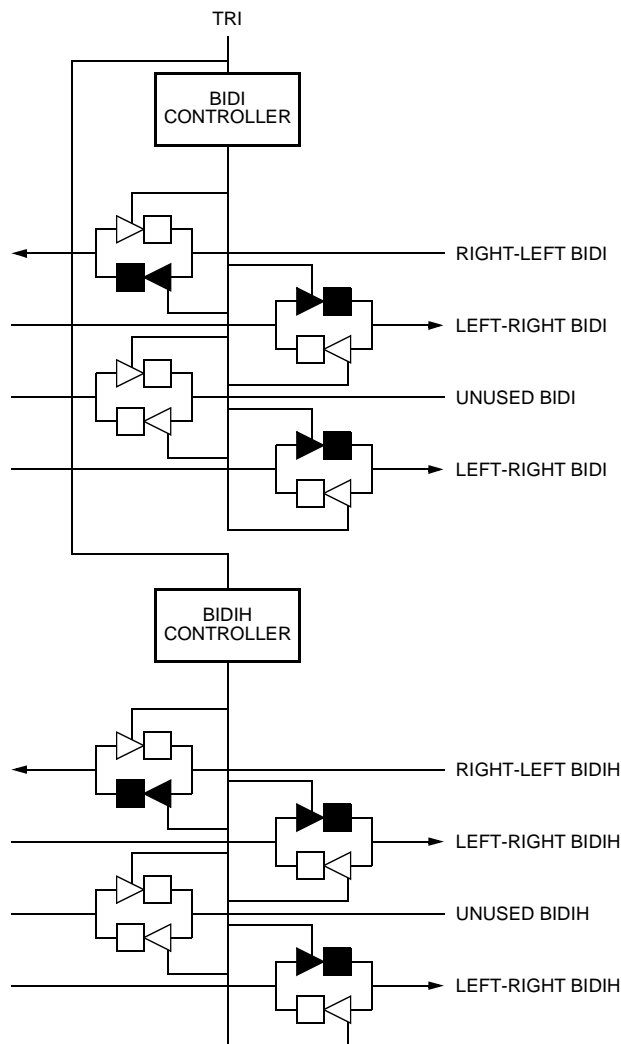 TRI
BIDI
CONTROLLER
RIGHT-LEFT BIDI
LEFT-RIGHT BIDI
UNUSED BIDI
LEFT-RIGHT BIDI
BIDIH
CONTROLLER
RIGHT-LEFT BIDIH
LEFT-RIGHT BIDIH
UNUSED BIDIH
LEFT-RIGHT BIDIH